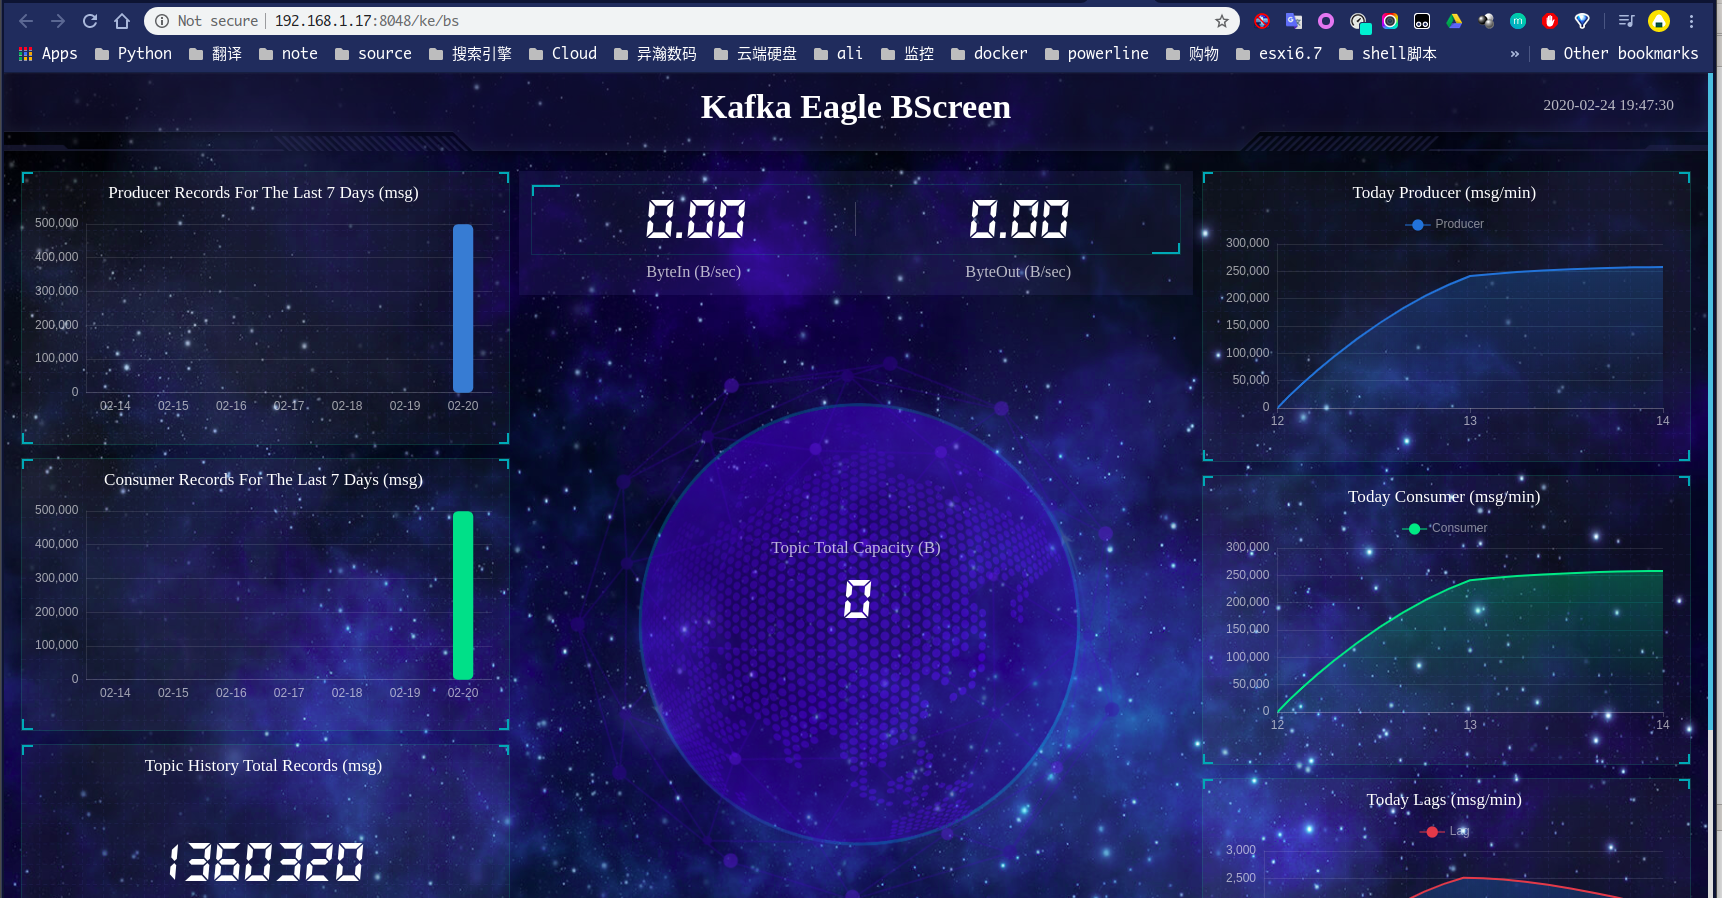 Not secure 192.168.1.17:8048/ke/bs
Apps Python 翻译 note source 搜索引擎 Cloud 异瀚数码 云端硬盘 ali 监控 docker powerline 购物 esxi6.7 shell脚本 » Other bookmarks
Kafka Eagle BScreen
2020-02-24 19:47:30
Producer Records For The Last 7 Days (msg)
500,000
400,000
300,000
200,000
100,000
0
02-14 02-15 02-16 02-17 02-18 02-19 02-20
Consumer Records For The Last 7 Days (msg)
500,000
400,000
300,000
200,000
100,000
0
02-14 02-15 02-16 02-17 02-18 02-19 02-20
Topic History Total Records (msg)
1360320
0.00 0.00
ByteIn (B/sec) ByteOut (B/sec)
Topic Total Capacity (B)
0
Today Producer (msg/min)
Producer
300,000
250,000
200,000
150,000
100,000
50,000
0
12 13 14
Today Consumer (msg/min)
Consumer
300,000
250,000
200,000
150,000
100,000
50,000
0
12 13 14
Today Lags (msg/min)
Lag
3,000
2,500